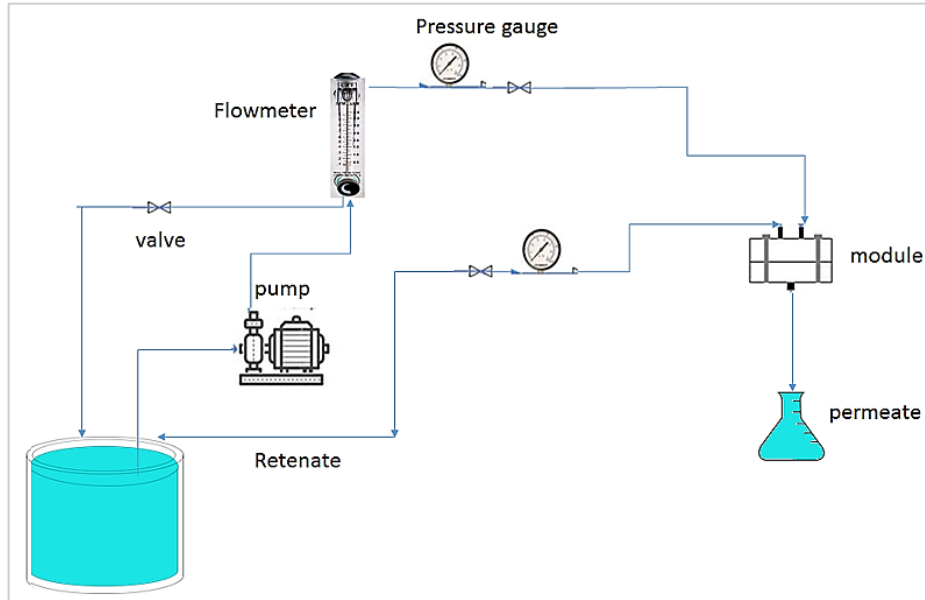 Pressure gauge
Flowmeter
valve
module
pump
permeate
Retenate